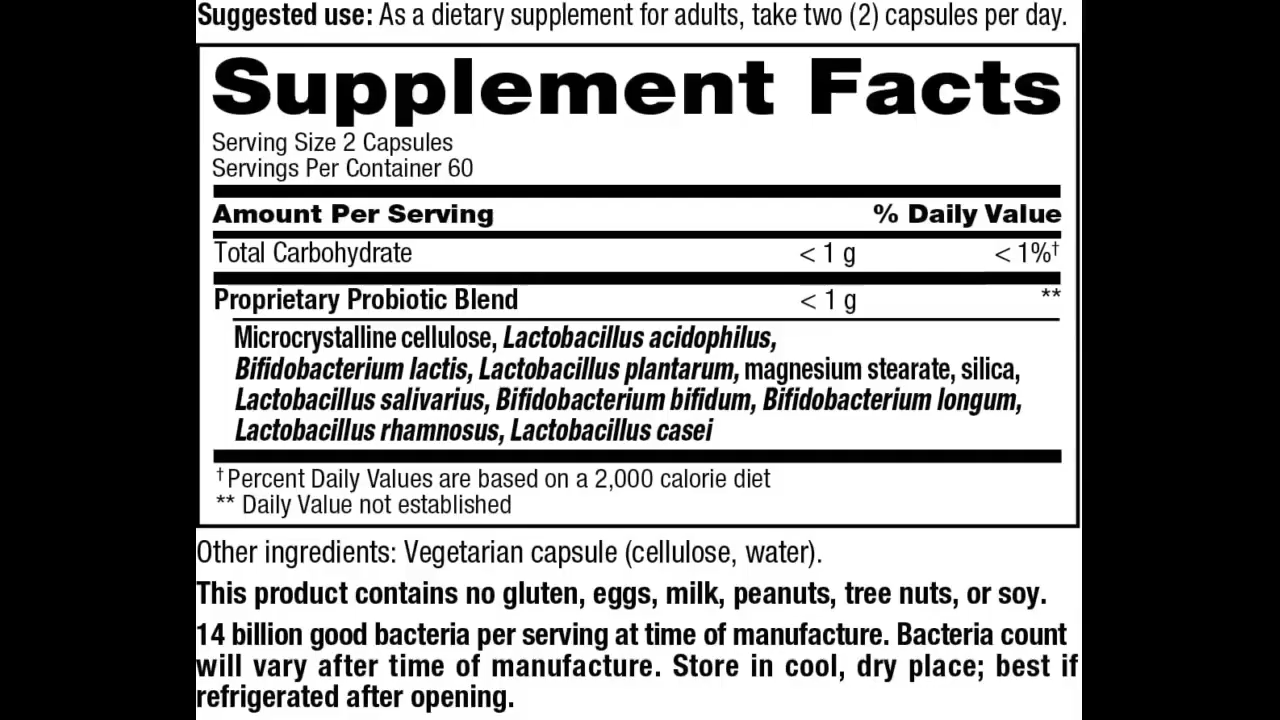 Suggested use: As a dietary supplement for adults, take two (2) capsules per day.
Supplement Facts
Serving Size 2 Capsules
Servings Per Container 60
Amount Per Serving % Daily Value
Total Carbohydrate < 1 g < 1%†
Proprietary Probiotic Blend < 1 g **
Microcrystalline cellulose, Lactobacillus acidophilus,
Bifidobacterium lactis, Lactobacillus plantarum, magnesium stearate, silica,
Lactobacillus salivarius, Bifidobacterium bifidum, Bifidobacterium longum,
Lactobacillus rhamnosus, Lactobacillus casei
†Percent Daily Values are based on a 2,000 calorie diet
** Daily Value not established
Other ingredients: Vegetarian capsule (cellulose, water).
This product contains no gluten, eggs, milk, peanuts, tree nuts, or soy.
14 billion good bacteria per serving at time of manufacture. Bacteria count
will vary after time of manufacture. Store in cool, dry place; best if
refrigerated after opening.